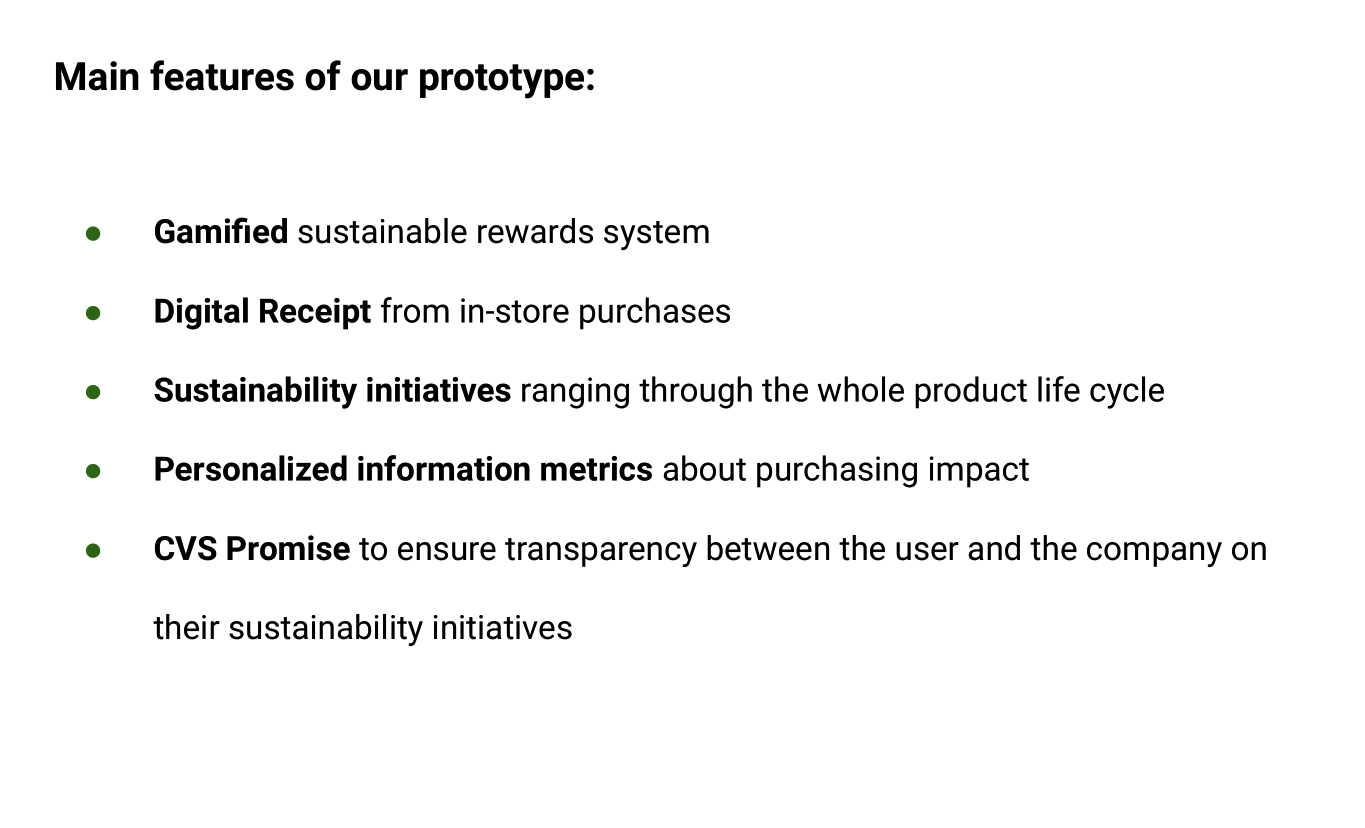 Main features of our prototype:
● Gamified sustainable rewards system
● Digital Receipt from in-store purchases
● Sustainability initiatives ranging through the whole product life cycle
● Personalized information metrics about purchasing impact
● CVS Promise to ensure transparency between the user and the company on
their sustainability initiatives